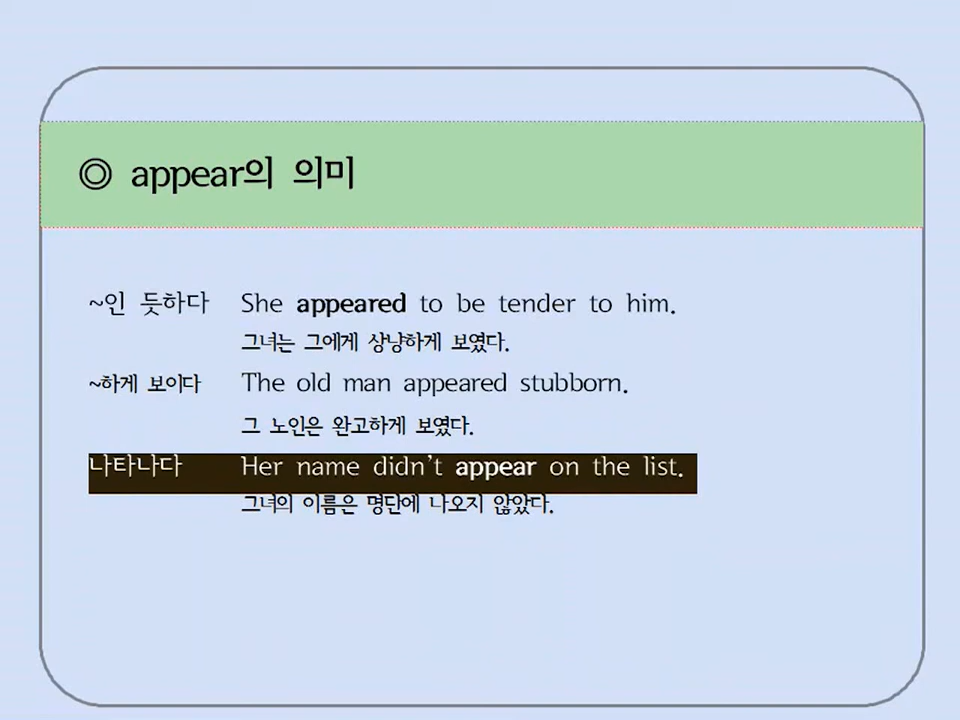 ◎ appear의 의미
~인 듯하다 She appeared to be tender to him.
그녀는 그에게 상냥하게 보였다.
~하게 보이다 The old man appeared stubborn.
그 노인은 완고하게 보였다.
나타나다 Her name didn't appear on the list.
그녀의 이름은 명단에 나오지 않았다.